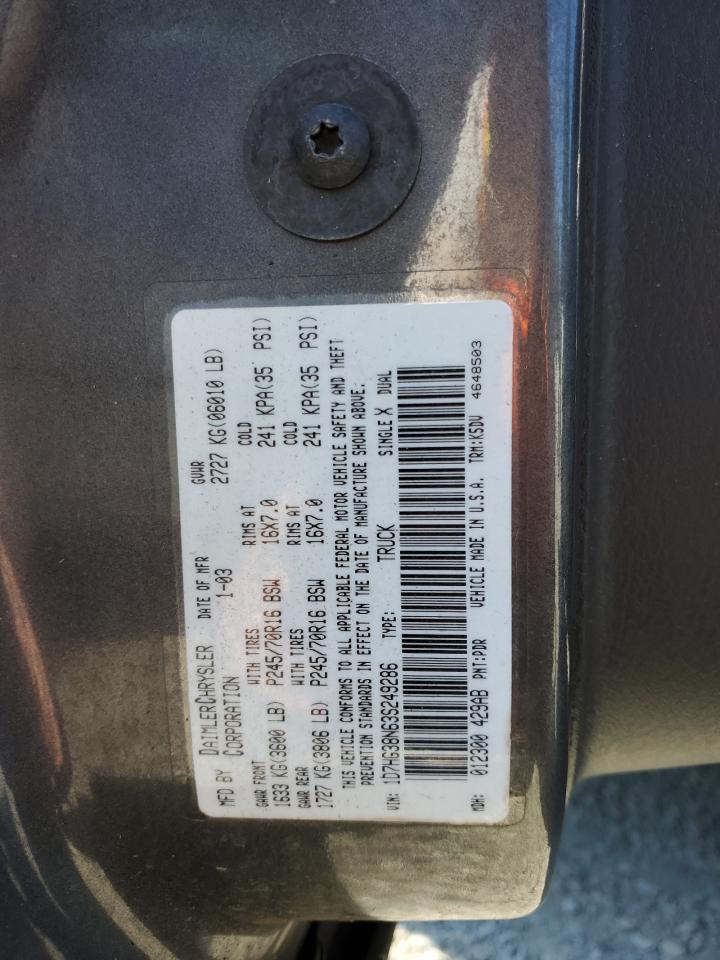 MFD BY DAIMLERCHRYSLER CORPORATION DATE OF MFR 1-03 GVWR 2727 KG(06010 LB)
GAWR FRONT WITH TIRES RIMS AT COLD
1633 KG(3600 LB) P245/70R16 BSW 16X7.0 241 KPA(35 PSI)
GAWR REAR WITH TIRES RIMS AT COLD
1727 KG(3806 LB) P245/70R16 BSW 16X7.0 241 KPA(35 PSI)
THIS VEHICLE CONFORMS TO ALL APPLICABLE FEDERAL MOTOR VEHICLE SAFETY AND THEFT
PREVENTION STANDARDS IN EFFECT ON THE DATE OF MANUFACTURE SHOWN ABOVE.
VIN: 1D7HG38N63S249286 TYPE: TRUCK SINGLE X DUAL
MDH: 012300 429AB PNT:PDR VEHICLE MADE IN U.S.A. TRM:K5DV 4648503